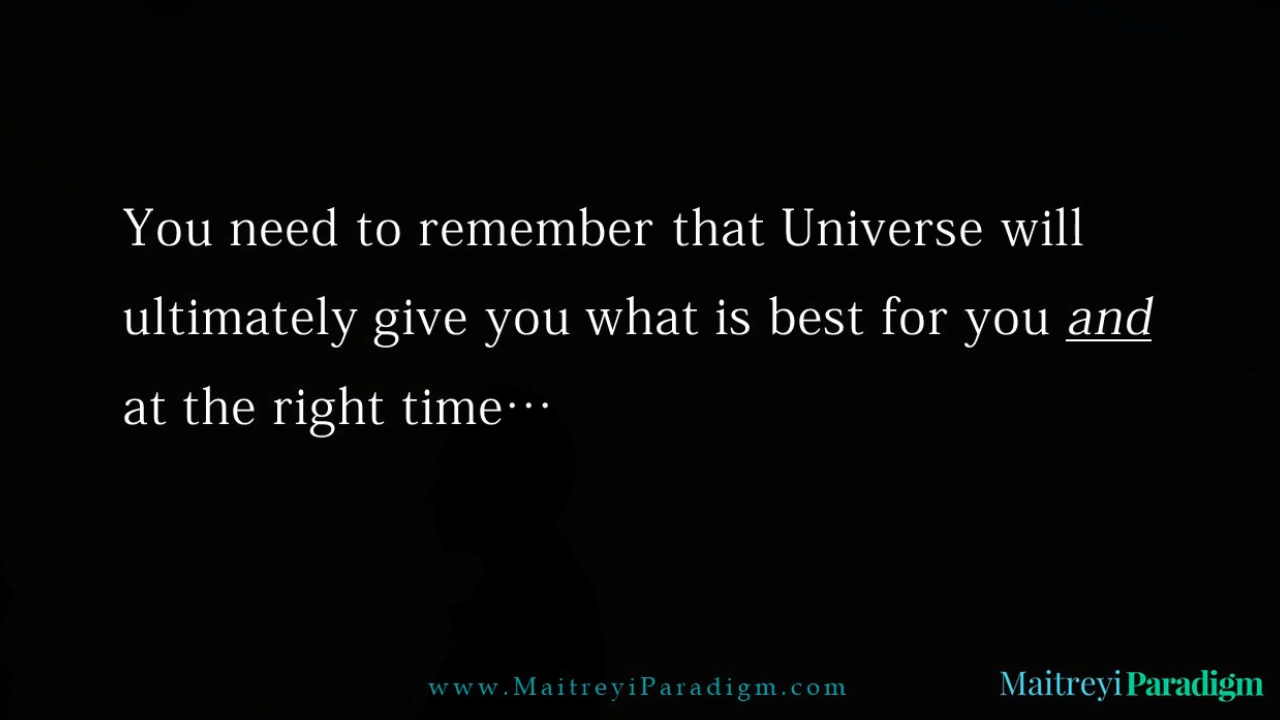 You need to remember that Universe will
ultimately give you what is best for you and
at the right time···
www.MaitreyiParadigm.com
MaitreyiParadigm